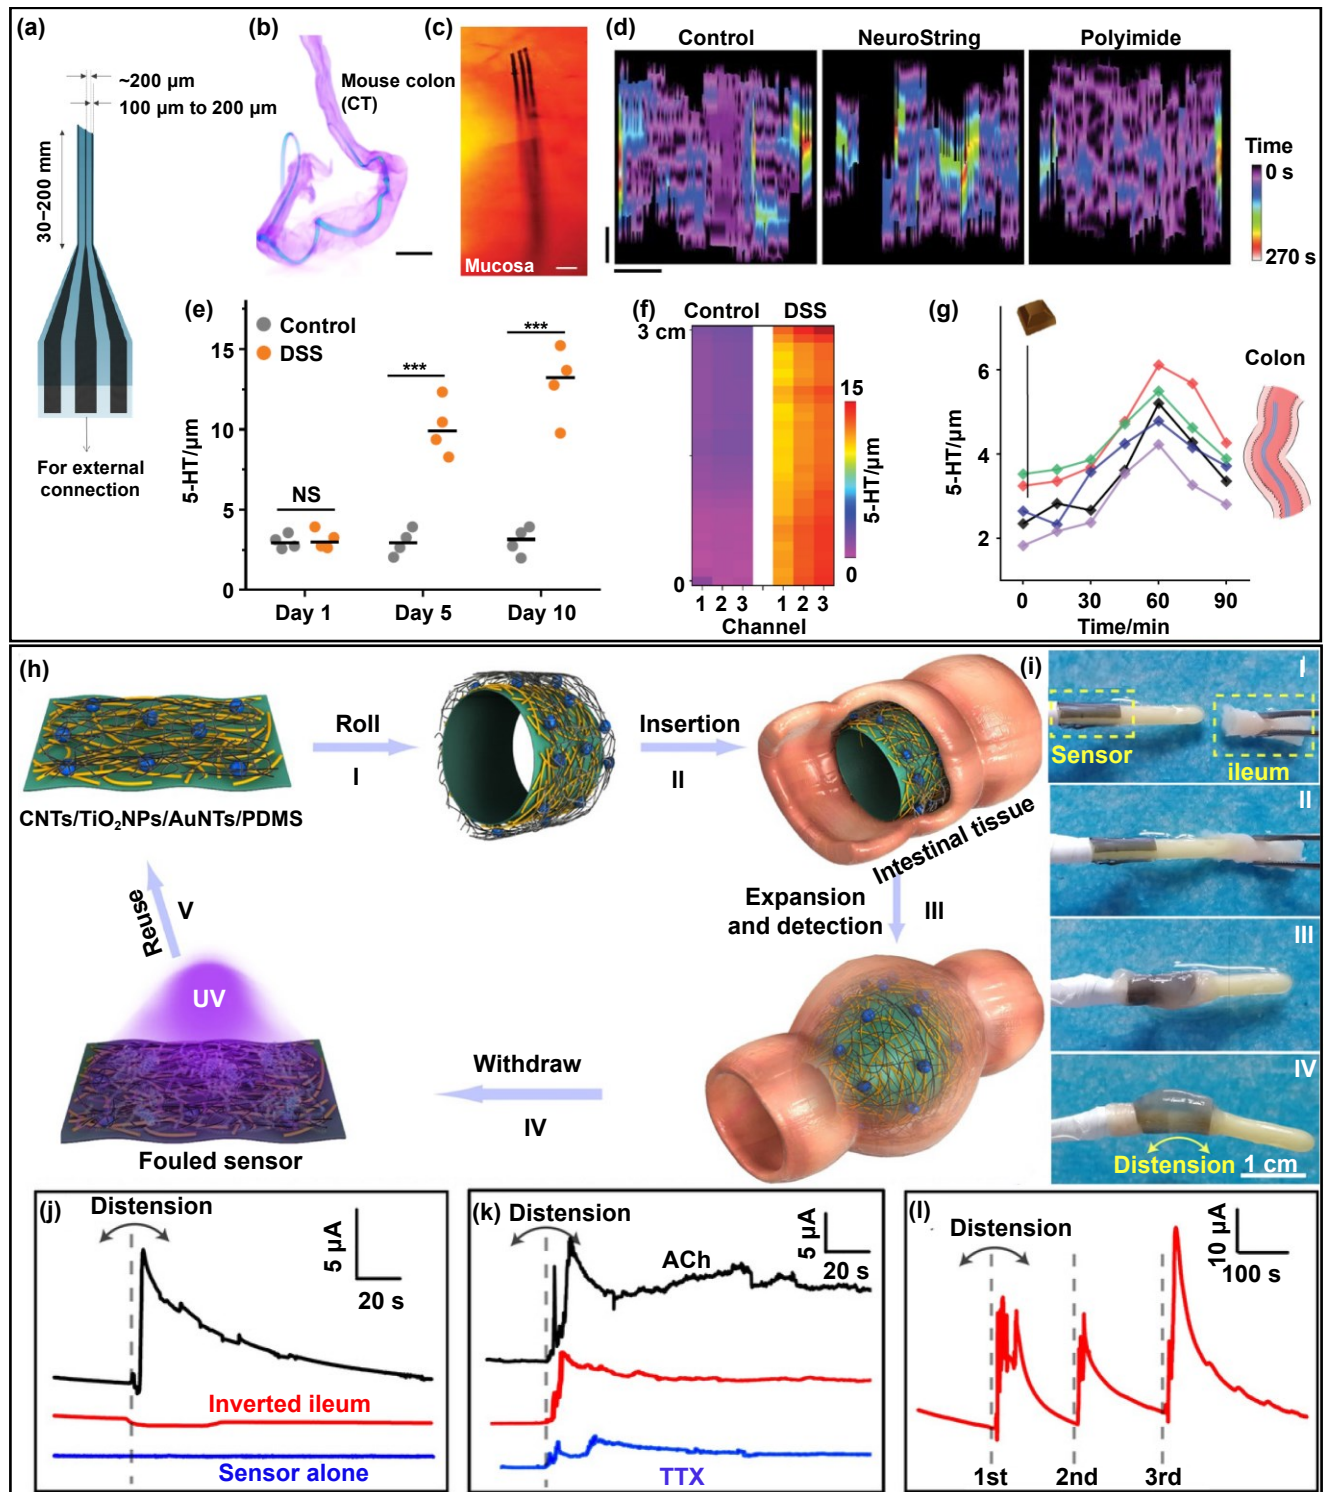 (a)
~200 μm
100 μm to 200 μm
30–200 mm
For external
connection
(b)
Mouse colon
(CT)
(c)
Mucosa
(d)
Control
NeuroString
Polyimide
Time
0 s
270 s
(e)
Control
DSS
5-HT/μm
15
10
5
0
NS
***
***
Day 1
Day 5
Day 10
(f)
Control
DSS
3 cm
0
1 2 3 1 2 3
Channel
15
0
5-HT/μm
(g)
5-HT/μm
6
4
2
0 30 60 90
Time/min
Colon
(h)
CNTs/TiO₂NPs/AuNTs/PDMS
Roll
I
Insertion
II
Intestinal tissue
Expansion
and detection
III
Withdraw
IV
Fouled sensor
UV
Reuse
V
(i)
I
Sensor
ileum
II
III
IV
Distension
1 cm
(j)
Distension
5 μA
20 s
Inverted ileum
Sensor alone
(k)
Distension
ACh
5 μA
20 s
TTX
(l)
Distension
10 μA
100 s
1st
2nd
3rd